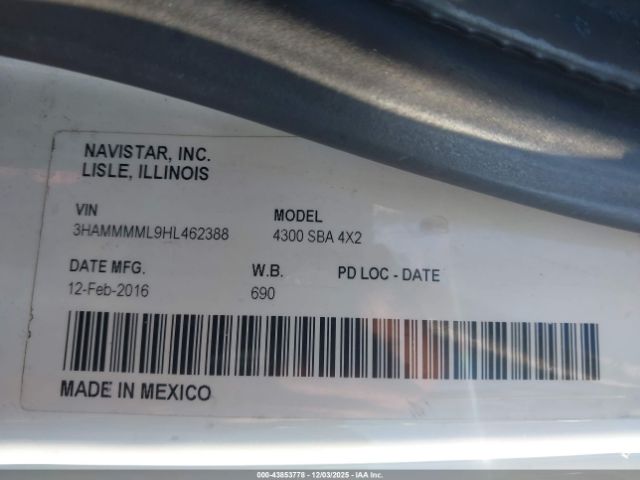 NAVISTAR, INC.
LISLE, ILLINOIS
VIN MODEL
3HAMMMML9HL462388 4300 SBA 4X2
DATE MFG. W.B. PD LOC - DATE
12-Feb-2016 690
MADE IN MEXICO
000-43853778 - 12/03/2025 - IAA Inc.